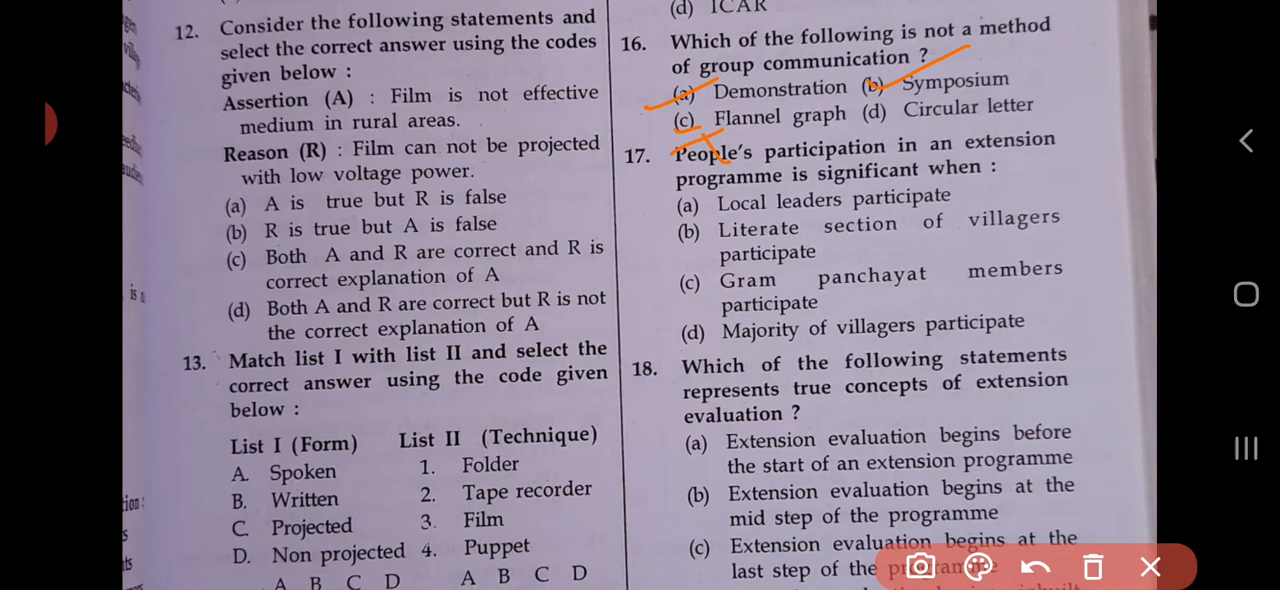 12. Consider the following statements and
select the correct answer using the codes
given below :
Assertion (A) : Film is not effective
medium in rural areas.
Reason (R) : Film can not be projected
with low voltage power.
(a) A is true but R is false
(b) R is true but A is false
(c) Both A and R are correct and R is
correct explanation of A
(d) Both A and R are correct but R is not
the correct explanation of A
13. Match list I with list II and select the
correct answer using the code given
below :
List I (Form) List II (Technique)
A. Spoken 1. Folder
B. Written 2. Tape recorder
C. Projected 3. Film
D. Non projected 4. Puppet
A B C D A B C D
(d) ICAR
16. Which of the following is not a method
of group communication ?
(a) Demonstration (b) Symposium
(c) Flannel graph (d) Circular letter
17. People's participation in an extension
programme is significant when :
(a) Local leaders participate
(b) Literate section of villagers
participate
(c) Gram panchayat members
participate
(d) Majority of villagers participate
18. Which of the following statements
represents true concepts of extension
evaluation ?
(a) Extension evaluation begins before
the start of an extension programme
(b) Extension evaluation begins at the
mid step of the programme
(c) Extension evaluation begins at the
last step of the programme